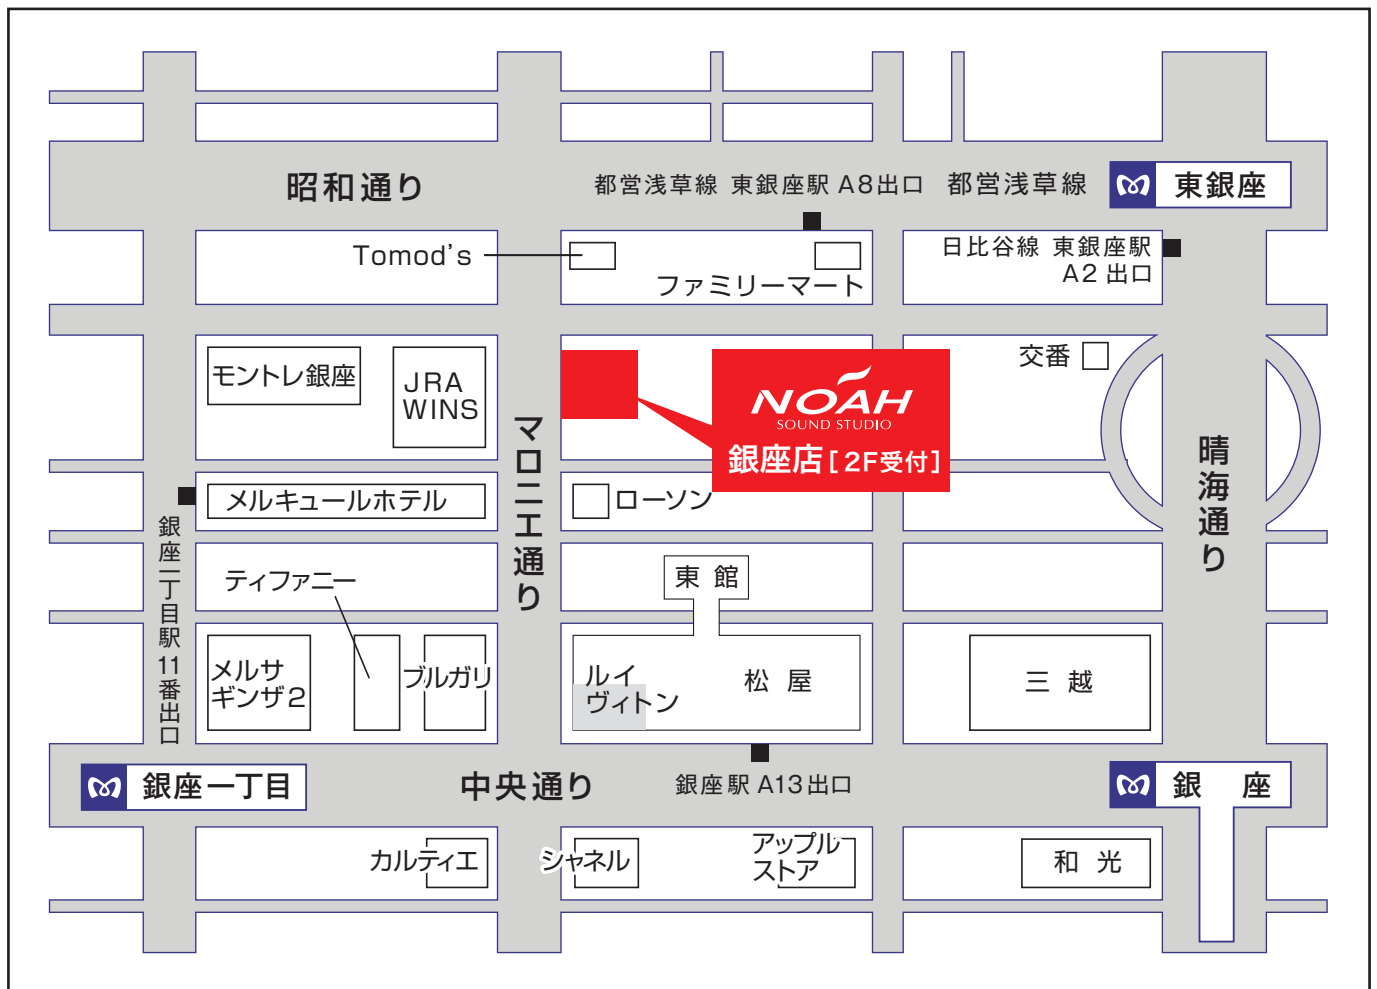 昭和通り
都営浅草線 東銀座駅 A8出口
都営浅草線
東銀座
Tomod's
ファミリーマート
日比谷線 東銀座駅
A2 出口
モントレ銀座
JRA
WINS
NOAH
SOUND STUDIO
銀座店[2F受付]
交番
マロニエ通り
晴海通り
メルキュールホテル
ローソン
銀座一丁目駅11番出口
ティファニー
東館
メルサ
ギンザ2
ブルガリ
ルイ
ヴィトン
松屋
三越
銀座一丁目
中央通り
銀座駅 A13出口
銀座
カルティエ
シャネル
アップル
ストア
和光